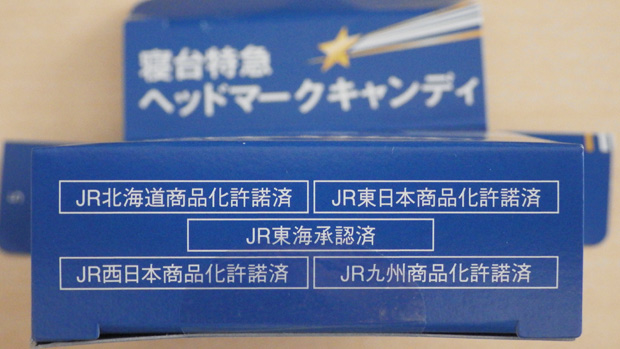 寝台特急
ヘッドマークキャンディ
JR北海道商品化許諾済
JR東日本商品化許諾済
JR東海承認済
JR西日本商品化許諾済
JR九州商品化許諾済